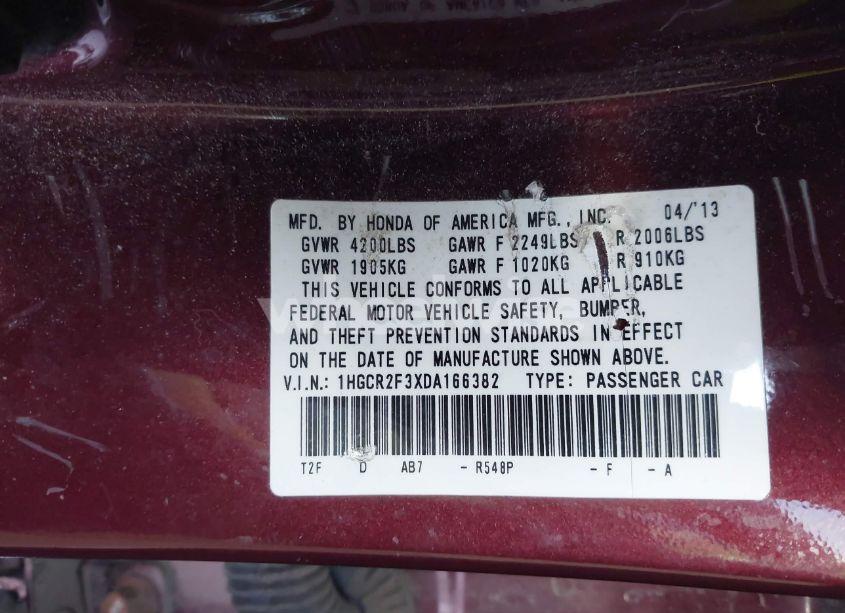 MFD. BY HONDA OF AMERICA MFG., INC. 04/'13
GVWR 4200LBS GAWR F 2249LBS R 2006LBS
GVWR 1905KG GAWR F 1020KG R 910KG
THIS VEHICLE CONFORMS TO ALL APPLICABLE
FEDERAL MOTOR VEHICLE SAFETY, BUMPER,
AND THEFT PREVENTION STANDARDS IN EFFECT
ON THE DATE OF MANUFACTURE SHOWN ABOVE.
V.I.N.: 1HGCR2F3XDA166382 TYPE: PASSENGER CAR
T2F D AB7 - R548P - F - A